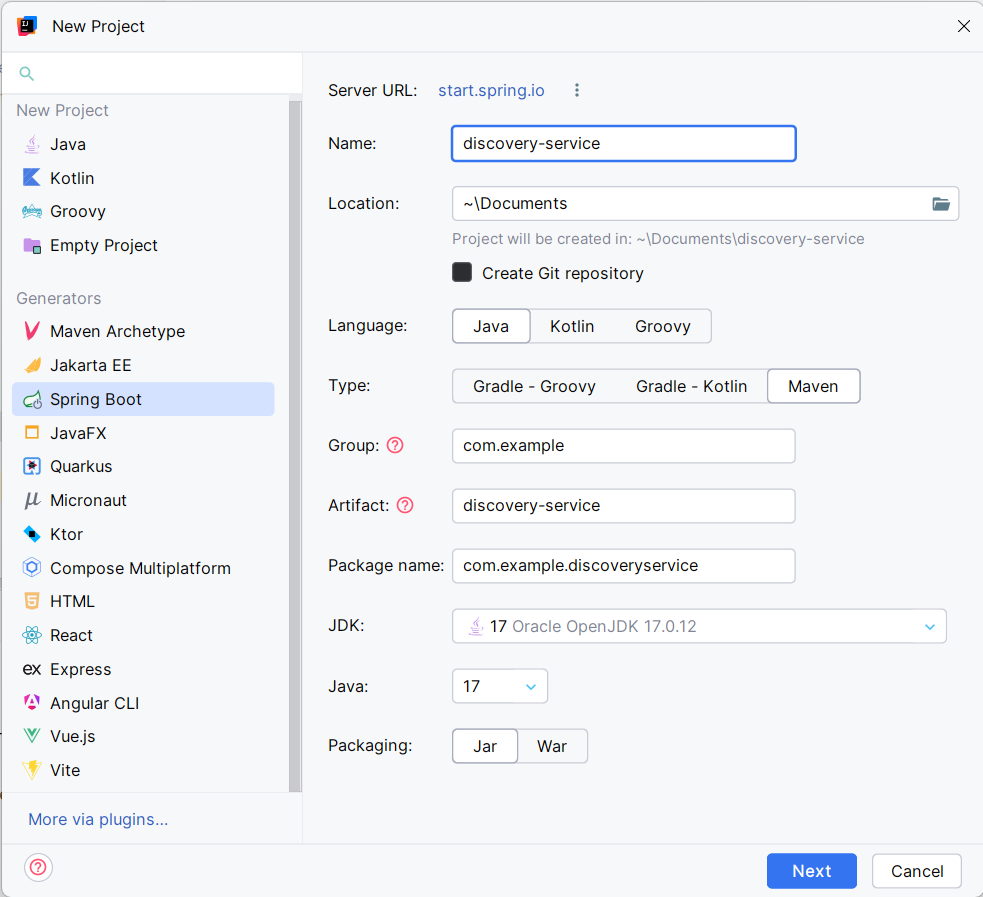 New Project
New Project
Java
Kotlin
Groovy
Empty Project
Generators
Maven Archetype
Jakarta EE
Spring Boot
JavaFX
Quarkus
Micronaut
Ktor
Compose Multiplatform
HTML
React
Express
Angular CLI
Vue.js
Vite
More via plugins...
Server URL: start.spring.io
Name: discovery-service
Location: ~\Documents
Project will be created in: ~\Documents\discovery-service
Create Git repository
Language: Java Kotlin Groovy
Type: Gradle - Groovy Gradle - Kotlin Maven
Group: com.example
Artifact: discovery-service
Package name: com.example.discoveryservice
JDK: 17 Oracle OpenJDK 17.0.12
Java: 17
Packaging: Jar War
Next Cancel